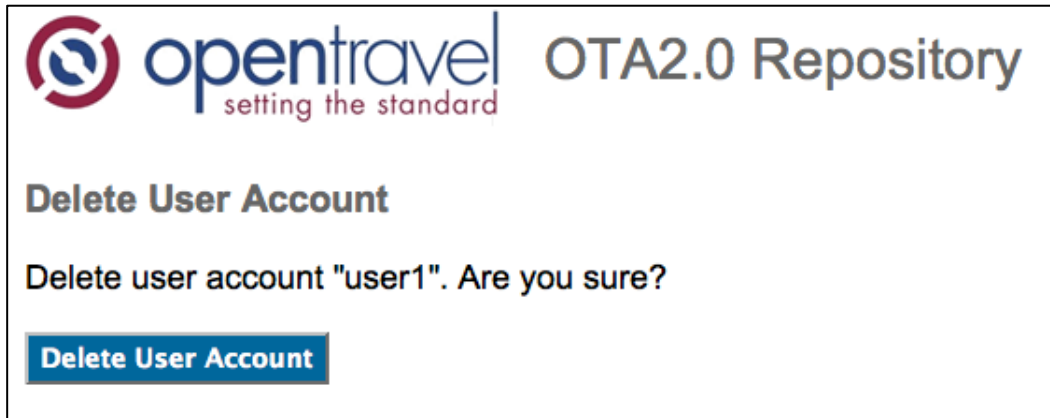 opentravel OTA2.0 Repository
setting the standard
Delete User Account
Delete user account "user1". Are you sure?
Delete User Account